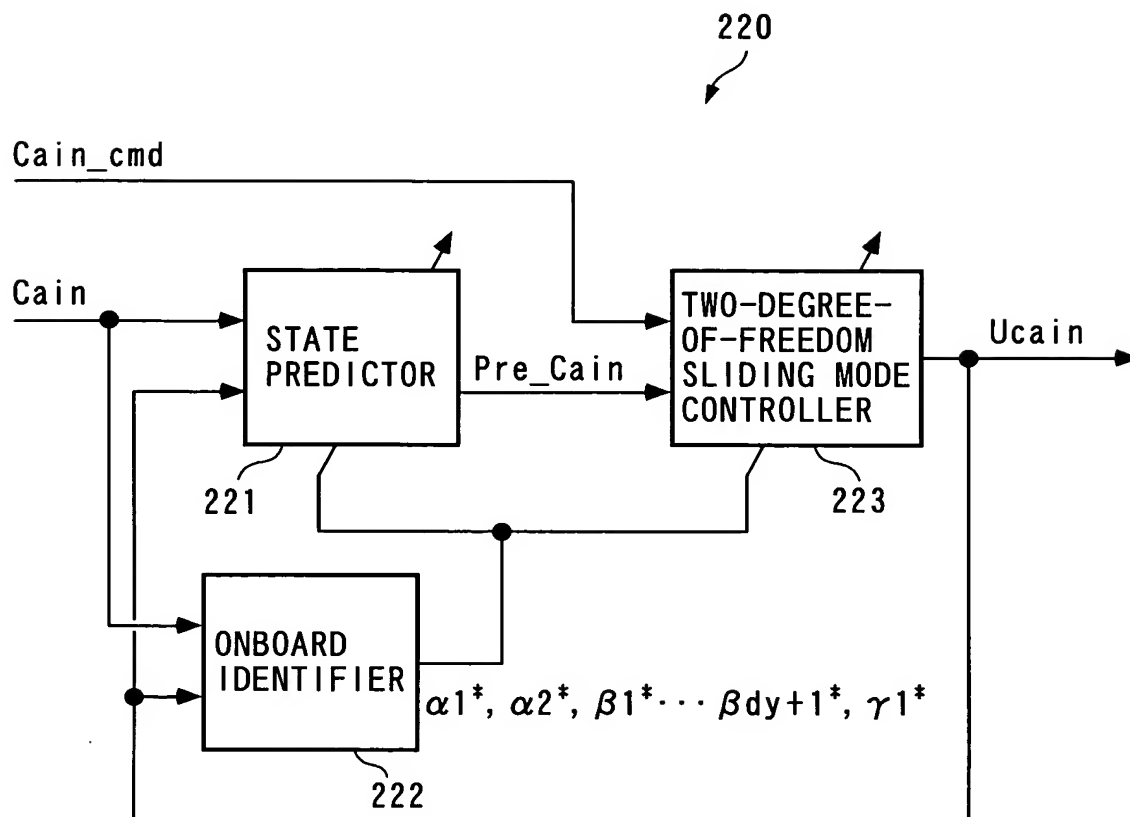 220
Cain_cmd
Cain
STATE
PREDICTOR
Pre_Cain
TWO-DEGREE-
OF-FREEDOM
SLIDING MODE
CONTROLLER
Ucain
221
223
ONBOARD
IDENTIFIER
α1*, α2*, β1*··· βdy+1*, γ1*
222